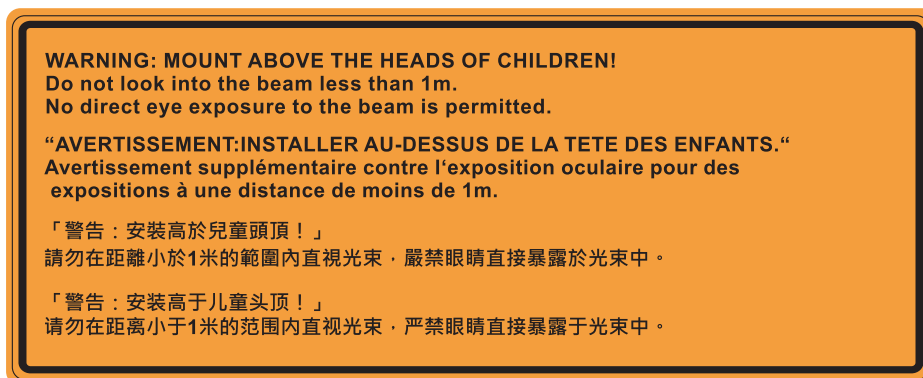 WARNING: MOUNT ABOVE THE HEADS OF CHILDREN!
Do not look into the beam less than 1m.
No direct eye exposure to the beam is permitted.
“AVERTISSEMENT:INSTALLER AU-DESSUS DE LA TETE DES ENFANTS.“
Avertissement supplémentaire contre l‘exposition oculaire pour des
expositions à une distance de moins de 1m.
「警告：安裝高於兒童頭頂！」
請勿在距離小於1米的範圍內直視光束，嚴禁眼睛直接暴露於光束中。
「警告：安装高于儿童头顶！」
请勿在距离小于1米的范围内直视光束，严禁眼睛直接暴露于光束中。